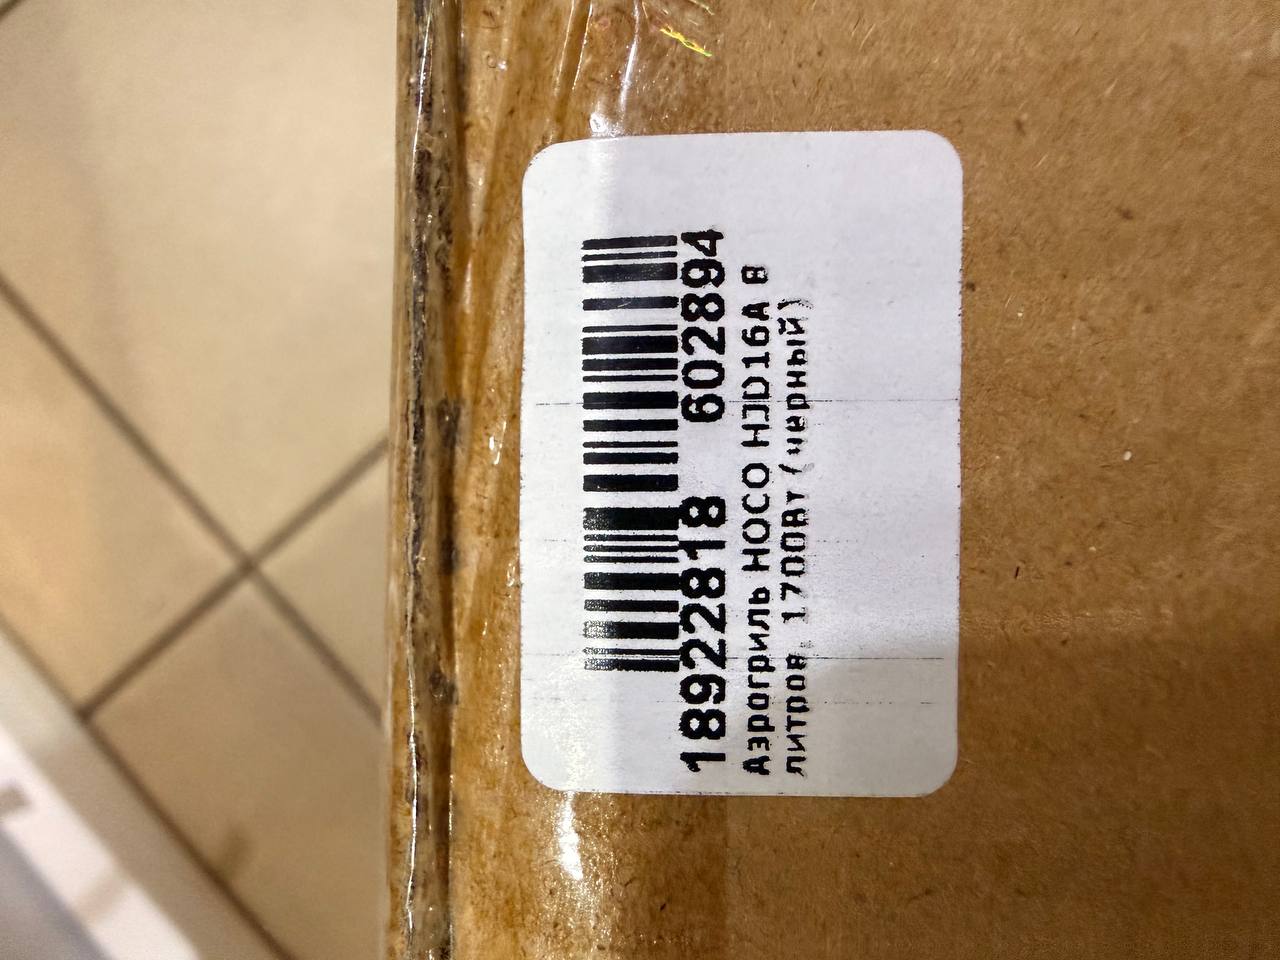 18922818 602894
Аэрогриль HOCO HJD16A 8
литров, 1700Вт (черный)